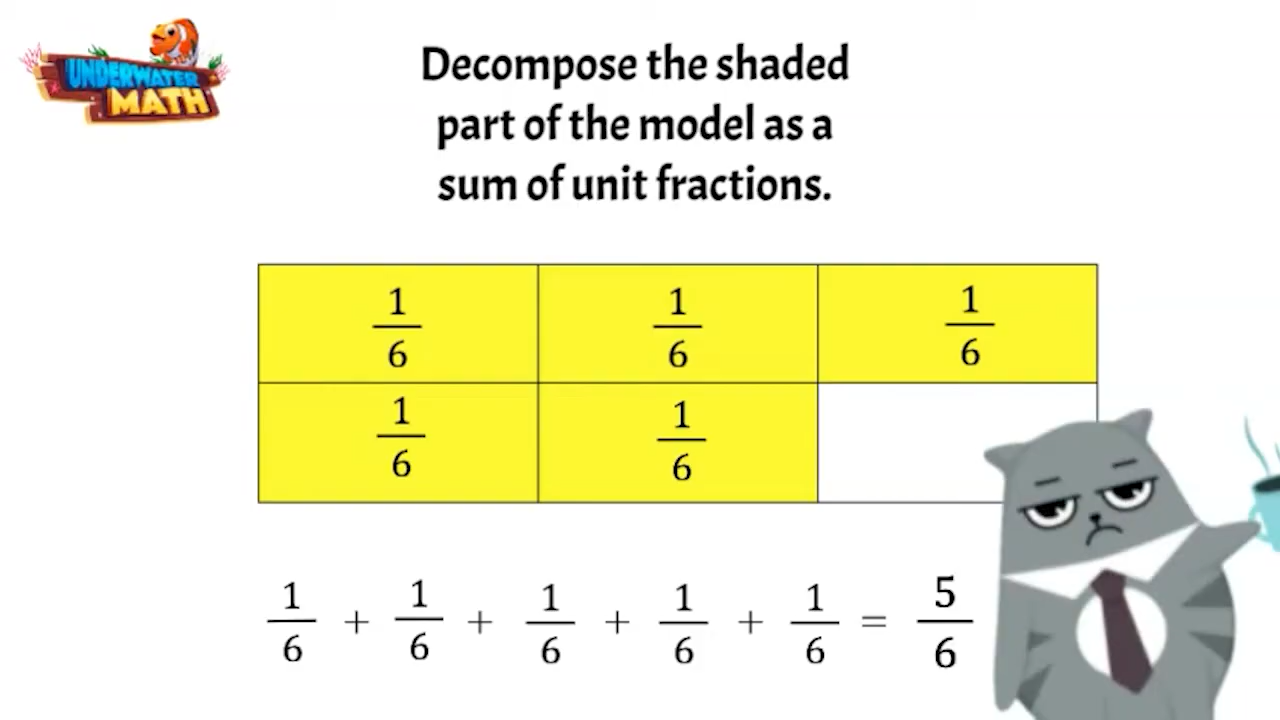 UNDERWATER
MATH
Decompose the shaded
part of the model as a
sum of unit fractions.
1/6 1/6 1/6
1/6 1/6
1/6 + 1/6 + 1/6 + 1/6 + 1/6 = 5/6